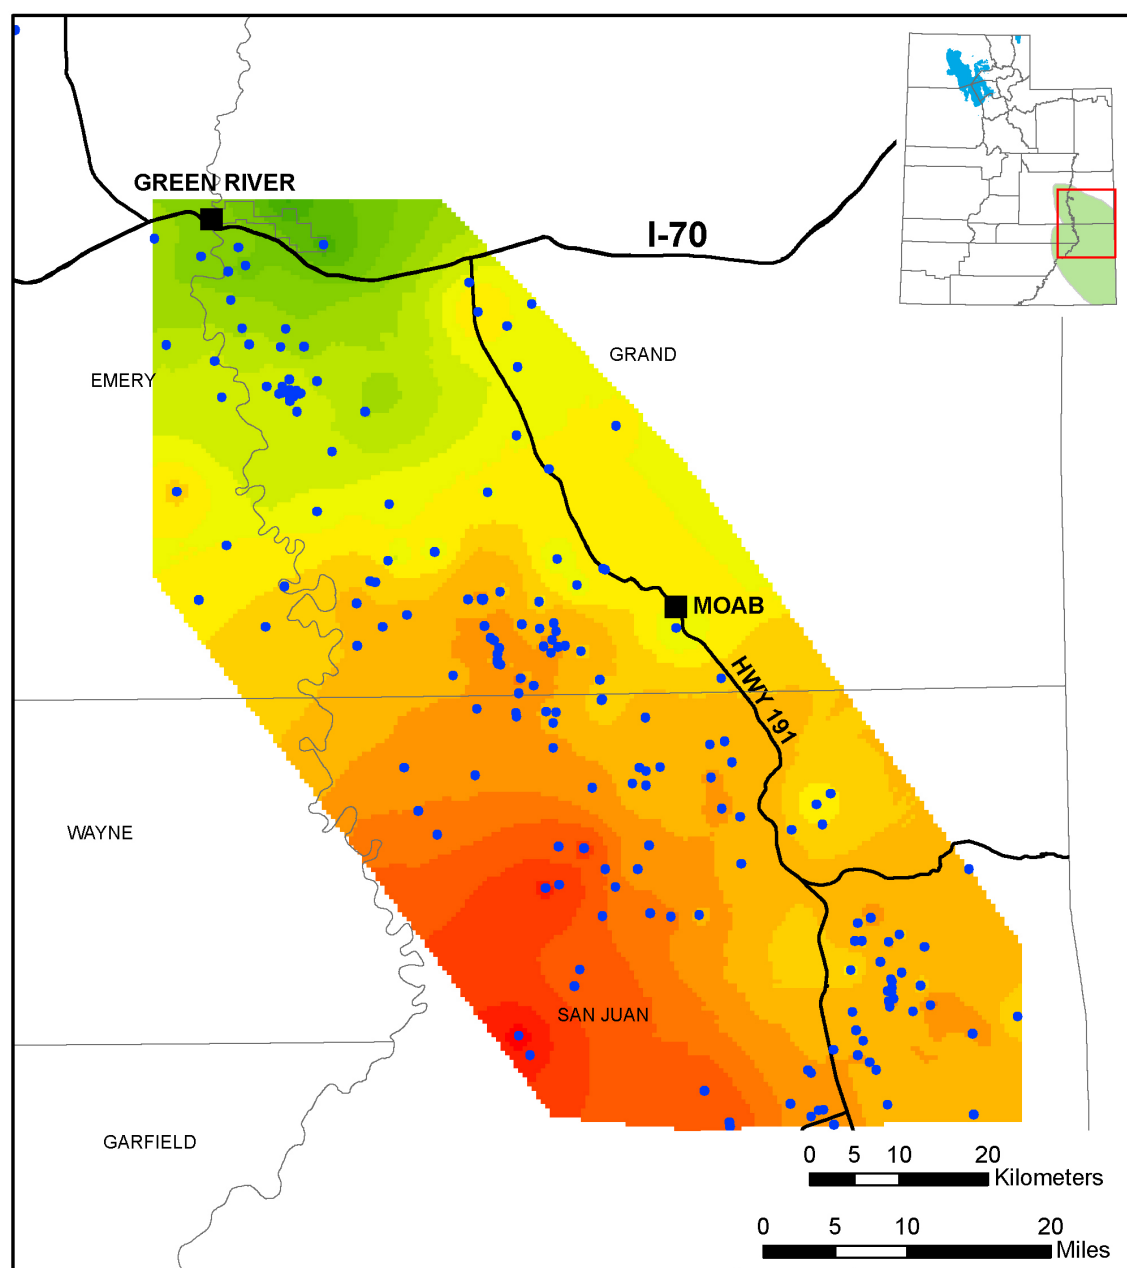 GREEN RIVER
I-70
GRAND
EMERY
MOAB
HWY 191
WAYNE
SAN JUAN
GARFIELD
0 5 10 20
Kilometers
0 5 10 20
Miles